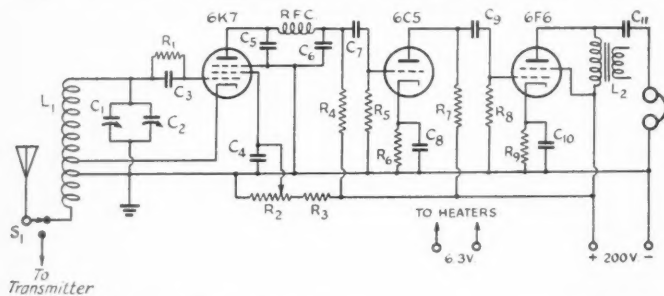 6K7
RFC
6C5
C9
6F6
C11
R1
C5
C6
C7
C3
L1
C1
C2
R4
R5
R7
R8
L2
C4
R6
C8
R9
C10
R2
R3
S1
TO HEATERS
6.3V
+ 200V −
To
Transmitter